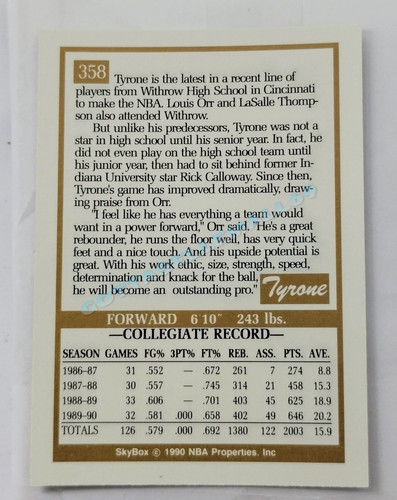 358
Tyrone is the latest in a recent line of
players from Withrow High School in Cincinnati
to make the NBA. Louis Orr and LaSalle Thomp-
son also attended Withrow.
But unlike his predecessors, Tyrone was not a
star in high school until his senior year. In fact, he
did not even play on the high school team until
his junior year, then had to sit behind former In-
diana University star Rick Calloway. Since then,
Tyrone's game has improved dramatically, draw-
ing praise from Orr.
"I feel like he has everything a team would
want in a power forward," Orr said. "He's a great
rebounder, he runs the floor well, has very quick
feet and a nice touch. And his upside potential is
great. With his work ethic, size, strength, speed,
determination and knack for the ball,
he will become an outstanding pro."
Tyrone
FORWARD 6'10" 243 lbs.
COLLEGIATE RECORD
SEASON GAMES FG% 3PT% FT% REB. ASS. PTS. AVE.
1986-87 31 .552 — .672 261 7 274 8.8
1987-88 30 .557 — .745 314 21 458 15.3
1988-89 33 .606 — .701 403 45 625 18.9
1989-90 32 .581 .000 .658 402 49 646 20.2
TOTALS 126 .579 .000 .692 1380 122 2003 15.9
SkyBox © 1990 NBA Properties, Inc